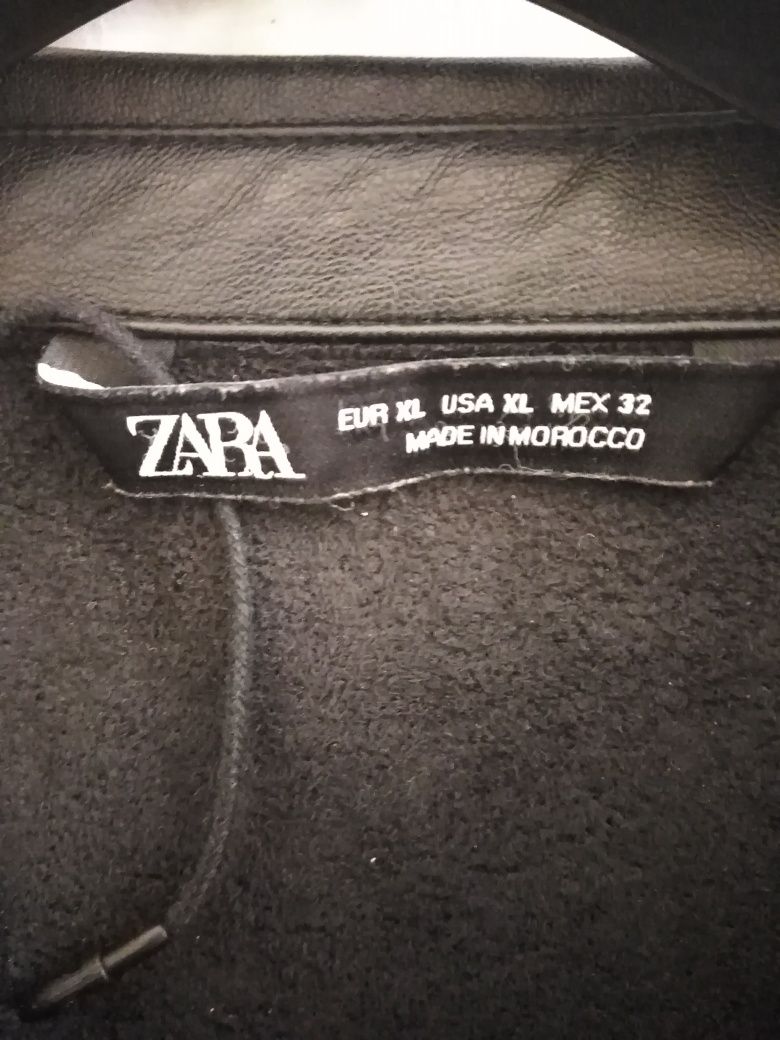 ZARA
EUR XL USA XL MEX 32
MADE IN MOROCCO